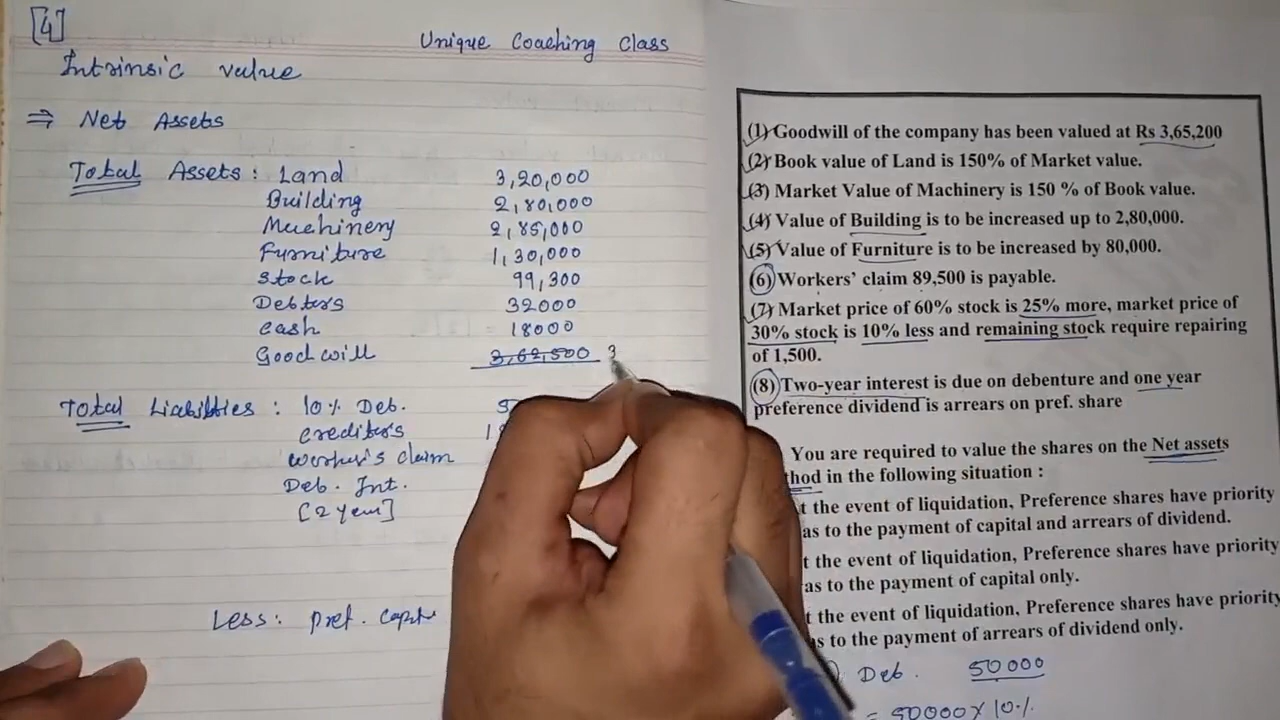 [4]
Unique Coaching Class
Intrinsic value
⇒ Net Assets
Total Assets : Land 3,20,000
Building 2,80,000
Machinery 2,85,000
Furniture 1,30,000
Stock 99,300
Debtors 32000
Cash 18000
Goodwill 3,62,500 3
Total Liabilities : 10% Deb. 5
Creditors 1
Worker's Claim
Deb. Int.
[2 year]
Less: Pref. Capt
(1) Goodwill of the company has been valued at Rs 3,65,200
(2) Book value of Land is 150% of Market value.
(3) Market Value of Machinery is 150 % of Book value.
(4) Value of Building is to be increased up to 2,80,000.
(5) Value of Furniture is to be increased by 80,000.
(6) Workers' claim 89,500 is payable.
(7) Market price of 60% stock is 25% more, market price of
30% stock is 10% less and remaining stock require repairing
of 1,500.
(8) Two-year interest is due on debenture and one year
preference dividend is arrears on pref. share
You are required to value the shares on the Net assets
hod in the following situation :
t the event of liquidation, Preference shares have priority
as to the payment of capital and arrears of dividend.
t the event of liquidation, Preference shares have priority
as to the payment of capital only.
t the event of liquidation, Preference shares have priority
s to the payment of arrears of dividend only.
Deb. 50000
= 50000 x 10%